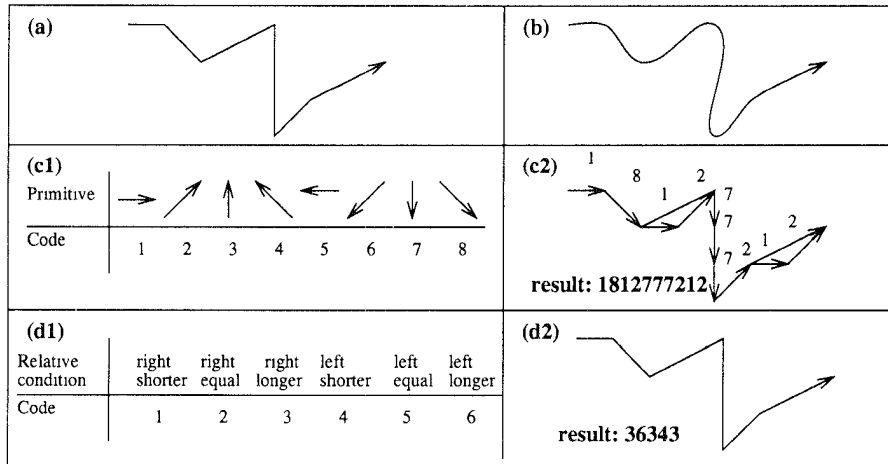 (a)
(b)
(c1)
Primitive
Code 1 2 3 4 5 6 7 8
(c2)
1
8
1
2
7
7
7
2
1
2
result: 1812777212
(d1)
Relative condition
right shorter
right equal
right longer
left shorter
left equal
left longer
Code 1 2 3 4 5 6
(d2)
result: 36343